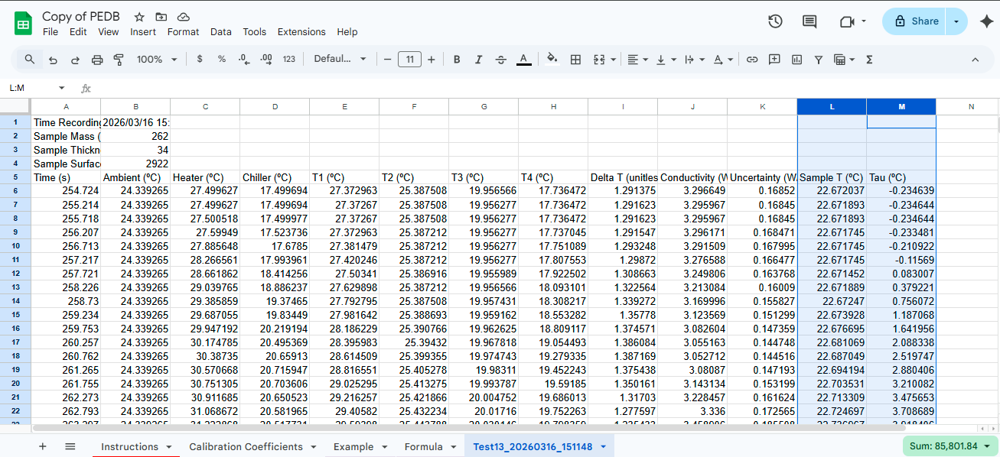 Copy of PEDB
File Edit View Insert Format Data Tools Extensions Help
Share
100% $ % .0 .00 123 Defaul... 11 B I S A Σ
L:M fx
A B C D E F G H I J K L M N
1 Time Recording 2026/03/16 15:
2 Sample Mass ( 262
3 Sample Thickn 34
4 Sample Surfac 2922
5 Time (s) Ambient (ºC) Heater (ºC) Chiller (ºC) T1 (ºC) T2 (ºC) T3 (ºC) T4 (ºC) Delta T (unitles Conductivity (W Uncertainty (W Sample T (ºC) Tau (ºC)
6 254.724 24.339265 27.499627 17.499694 27.372963 25.387508 19.956566 17.736472 1.291375 3.296649 0.16852 22.672037 -0.234639
7 255.214 24.339265 27.499627 17.499694 27.37267 25.387508 19.956277 17.736472 1.291623 3.295967 0.16845 22.671893 -0.234644
8 255.718 24.339265 27.500518 17.499977 27.37267 25.387508 19.956277 17.736472 1.291623 3.295967 0.16845 22.671893 -0.234644
9 256.207 24.339265 27.59949 17.523736 27.372963 25.387212 19.956277 17.737045 1.291547 3.296171 0.168471 22.671745 -0.233481
10 256.713 24.339265 27.885648 17.6785 27.381479 25.387212 19.956277 17.751089 1.293248 3.291509 0.167995 22.671745 -0.210922
11 257.217 24.339265 28.266561 17.993961 27.420246 25.387212 19.956277 17.807553 1.29872 3.276588 0.166477 22.671745 -0.11569
12 257.721 24.339265 28.661862 18.414256 27.50341 25.386916 19.955989 17.922502 1.308663 3.249806 0.163768 22.671452 0.083007
13 258.226 24.339265 29.039765 18.886237 27.629898 25.387212 19.956566 18.093101 1.322564 3.213084 0.16009 22.671889 0.379221
14 258.73 24.339265 29.385859 19.37465 27.792795 25.387508 19.957431 18.308217 1.339272 3.169996 0.155827 22.67247 0.756072
15 259.234 24.339265 29.687055 19.83449 27.981642 25.388693 19.959162 18.553282 1.35778 3.123569 0.151299 22.673928 1.187068
16 259.753 24.339265 29.947192 20.219194 28.186229 25.390766 19.962625 18.809117 1.374571 3.082604 0.147359 22.676695 1.641956
17 260.257 24.339265 30.174785 20.495369 28.395983 25.39432 19.967818 19.054493 1.386084 3.055163 0.144748 22.681069 2.088338
18 260.762 24.339265 30.38735 20.65913 28.614509 25.399355 19.974743 19.279335 1.387169 3.052712 0.144516 22.687049 2.519747
19 261.265 24.339265 30.570668 20.715947 28.816551 25.405278 19.98311 19.452243 1.375438 3.08087 0.147193 22.694194 2.880406
20 261.755 24.339265 30.751305 20.703606 29.025295 25.413275 19.993787 19.59185 1.350161 3.143134 0.153199 22.703531 3.210082
21 262.273 24.339265 30.911685 20.650523 29.216257 25.421866 20.004752 19.686013 1.31703 3.228457 0.161624 22.713309 3.475653
22 262.793 24.339265 31.068672 20.581965 29.40582 25.432234 20.01716 19.752263 1.277597 3.336 0.172565 22.724697 3.708689
Instructions Calibration Coefficients Example Formula Test13_20260316_151148 Sum: 85,801.84